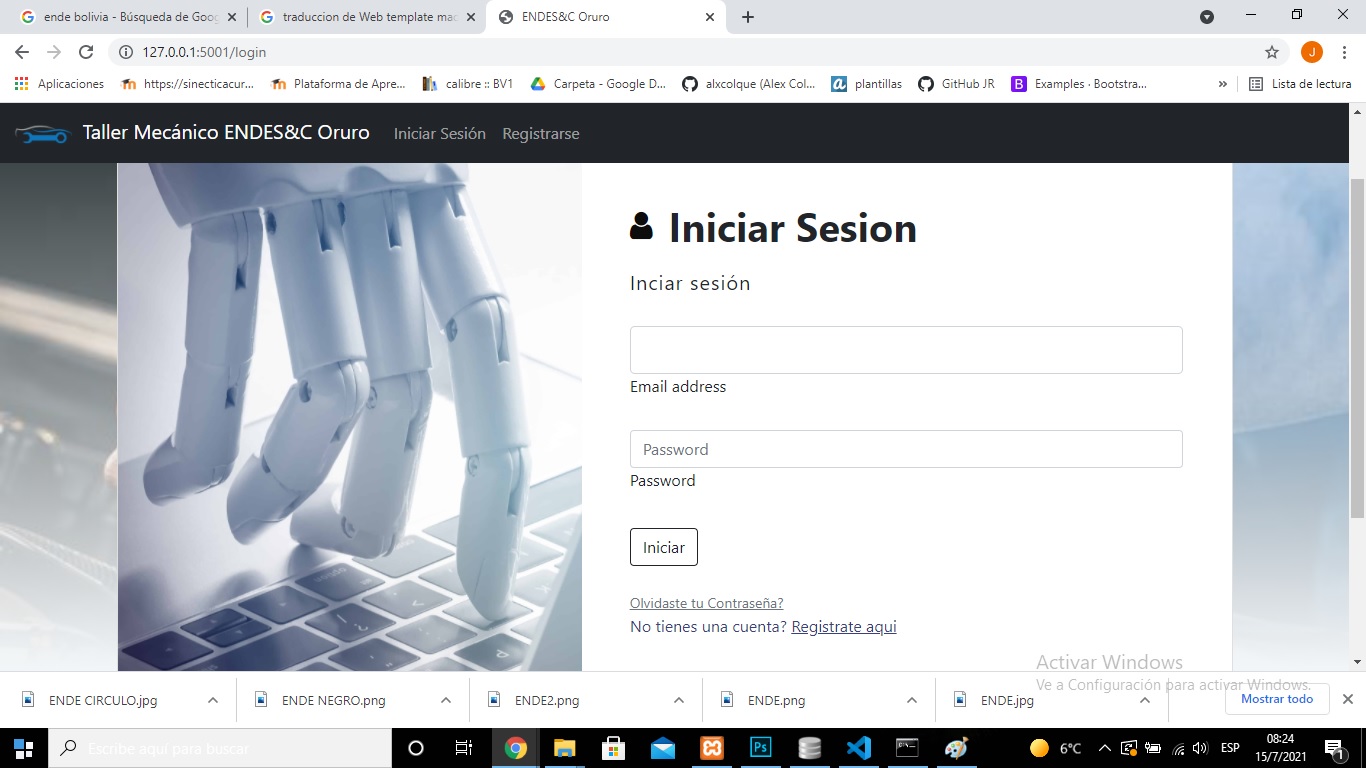 ende bolivia - Búsqueda de Goog
traduccion de Web template mac
ENDES&C Oruro
127.0.0.1:5001/login
J
Aplicaciones
https://sinecticacur...
Plataforma de Apre...
calibre :: BV1
Carpeta - Google D...
alxcolque (Alex Col...
plantillas
GitHub JR
Examples · Bootstra...
»
Lista de lectura
Taller Mecánico ENDES&C Oruro
Iniciar Sesión
Registrarse
Iniciar Sesion
Inciar sesión
Email address
Password
Password
Iniciar
Olvidaste tu Contraseña?
No tienes una cuenta? Registrate aqui
Activar Windows
Ve a Configuración para activar Windows.
ENDE CIRCULO.jpg
ENDE NEGRO.png
ENDE2.png
ENDE.png
ENDE.jpg
Mostrar todo
Escribe aquí para buscar
Ps
6°C
ESP
08:24
15/7/2021
1